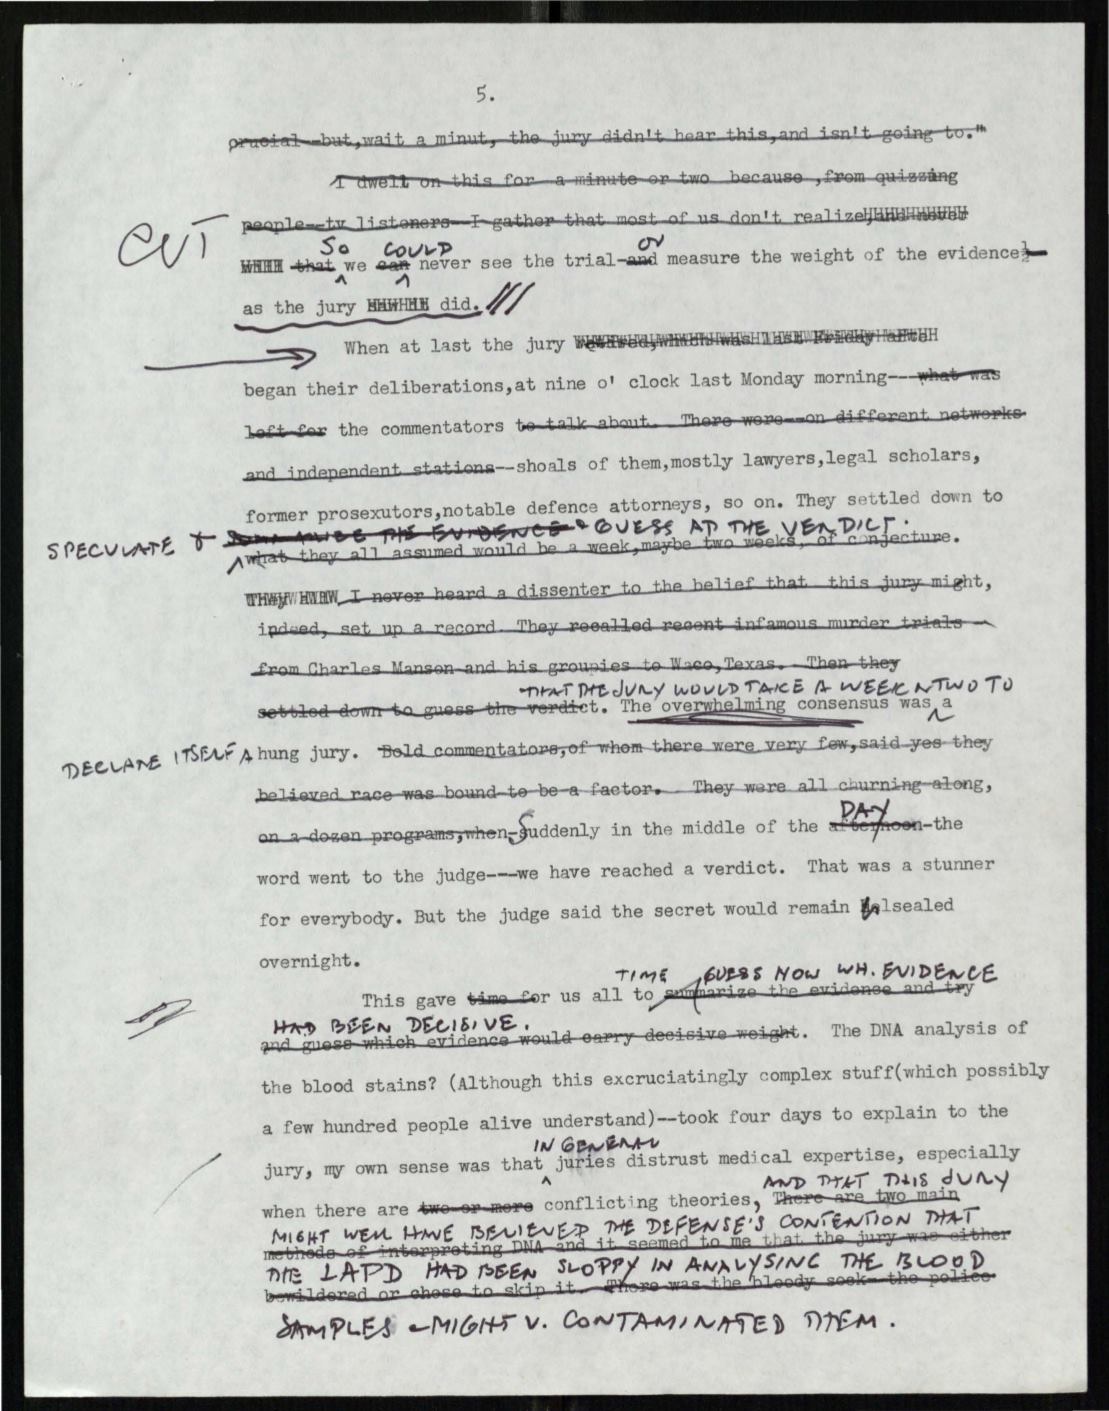 5.
crucial--but,wait a minut, the jury didn't hear this,and isn't going to."
I dwell on this for a minute or two because ,from quizzing
people--tv listeners--I gather that most of us don't realize,and never
CUT
SO COULD OR
that we can never see the trial-and measure the weight of the evidence
as the jury did.
When at last the jury retired,which was last Friday
began their deliberations,at nine o' clock last Monday morning---what was
left for the commentators to talk about. There were--on different networks
and independent stations--shoals of them,mostly lawyers,legal scholars,
former prosexutors,notable defence attorneys, so on. They settled down to
SPECULATE & SUMMARIZE THE EVIDENCE & GUESS AT THE VERDICT.
what they all assumed would be a week,maybe two weeks, of conjecture.
I never heard a dissenter to the belief that this jury might,
indeed, set up a record. They recalled recent infamous murder trials
from Charles Manson and his groupies to Waco,Texas. Then they
THAT THE JURY WOULD TAKE A WEEK N TWO TO
settled down to guess the verdict. The overwhelming consensus was a
DECLARE ITSELF A hung jury. Bold commentators,of whom there were very few,said yes they
believed race was bound to be a factor. They were all churning along,
DAY
on a dozen programs,when-Suddenly in the middle of the afternoon-the
word went to the judge---we have reached a verdict. That was a stunner
for everybody. But the judge said the secret would remain sealed
overnight.
TIME GUESS NOW WH. EVIDENCE
This gave time for us all to summarize the evidence and try
HAD BEEN DECISIVE.
and guess which evidence would carry decisive weight. The DNA analysis of
the blood stains? (Although this excruciatingly complex stuff(which possibly
a few hundred people alive understand)--took four days to explain to the
IN GENERAL
jury, my own sense was that juries distrust medical expertise, especially
AND THAT THIS JURY
when there are two or more conflicting theories, There are two main
MIGHT WELL HAVE BELIEVED THE DEFENSE'S CONTENTION THAT
methods of interpreting DNA and it seemed to me that the jury was either
THE LAPD HAD BEEN SLOPPY IN ANALYSING THE BLOOD
bewildered or chose to skip it. There was the bloody sock--the police
SAMPLES & MIGHT V. CONTAMINATED THEM.